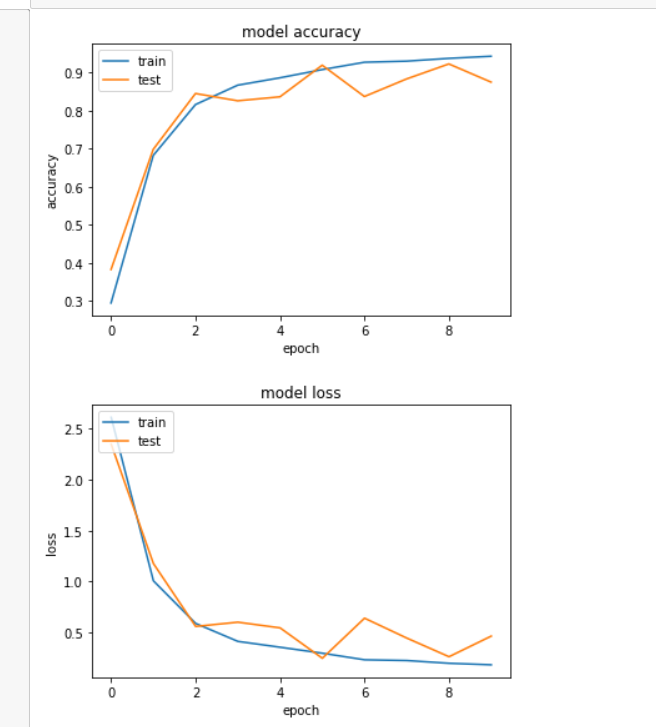 model accuracy
train
test
0.9
0.8
0.7
0.6
0.5
0.4
0.3
accuracy
0 2 4 6 8
epoch
model loss
train
test
2.5
2.0
1.5
1.0
0.5
loss
0 2 4 6 8
epoch